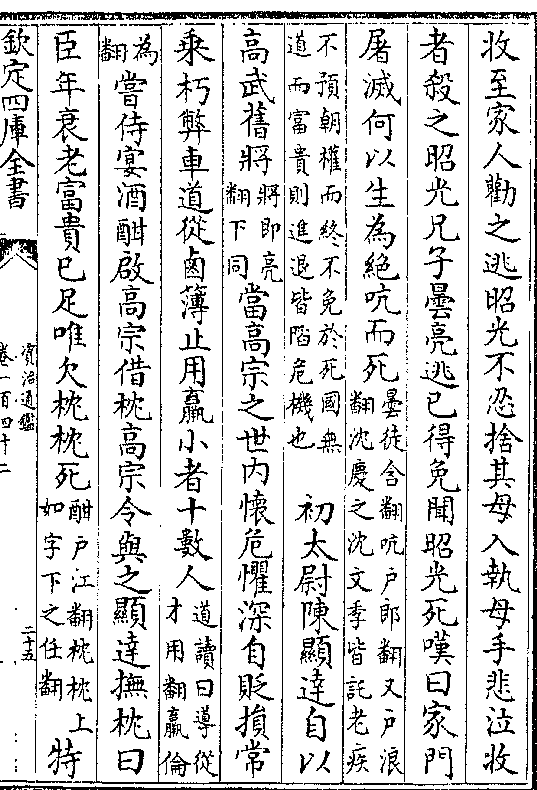 收至家人勸之逃昭光不忍捨其母入執母手悲泣收
者殺之昭光兄子曇亮逃已得免聞昭光死嘆曰家門
屠滅何以生為絕吭而死曇徒含翻吭户郎翻又户浪翻沈慶之沈文季皆託老疾
不預朝權而終不免於死國無道而富貴則進退皆陷危機也 初太尉陳顯達自以
高武舊將將即亮翻下同當高宗之世内懷危懼深自貶損常
乗朽弊車道從鹵簿止用羸小者十數人道讀曰導從才用翻羸倫
為翻嘗侍宴酒酣啟高宗借枕高宗令與之顯達撫枕曰
臣年衰老富貴已足唯欠枕枕死酣户江翻枕枕上如字下之任翻特
欽定四庫全書
資治通鑑
卷一百四十二
二十五